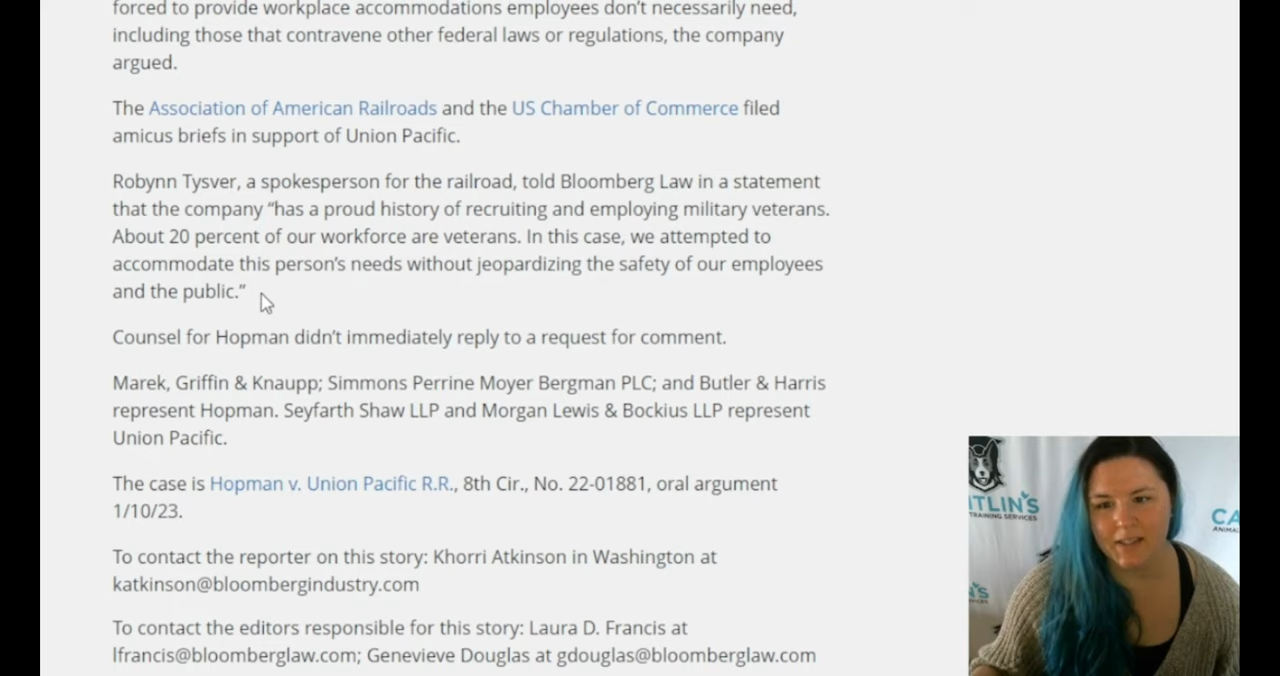 forced to provide workplace accommodations employees don’t necessarily need,
including those that contravene other federal laws or regulations, the company
argued.
The Association of American Railroads and the US Chamber of Commerce filed
amicus briefs in support of Union Pacific.
Robynn Tysver, a spokesperson for the railroad, told Bloomberg Law in a statement
that the company “has a proud history of recruiting and employing military veterans.
About 20 percent of our workforce are veterans. In this case, we attempted to
accommodate this person’s needs without jeopardizing the safety of our employees
and the public.”
Counsel for Hopman didn’t immediately reply to a request for comment.
Marek, Griffin & Knaupp; Simmons Perrine Moyer Bergman PLC; and Butler & Harris
represent Hopman. Seyfarth Shaw LLP and Morgan Lewis & Bockius LLP represent
Union Pacific.
The case is Hopman v. Union Pacific R.R., 8th Cir., No. 22-01881, oral argument
1/10/23.
To contact the reporter on this story: Khorri Atkinson in Washington at
katkinson@bloombergindustry.com
To contact the editors responsible for this story: Laura D. Francis at
lfrancis@bloomberglaw.com; Genevieve Douglas at gdouglas@bloomberglaw.com
ITLIN'S
TRAINING SERVICES
CA
ANIMAL
N'S
SERVICES